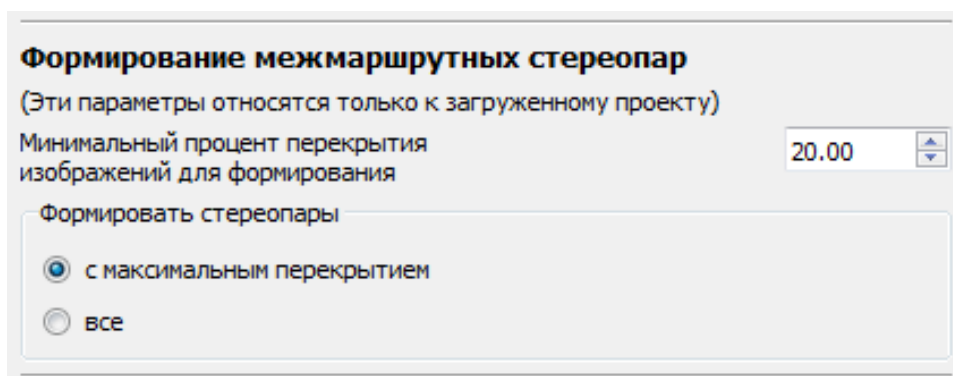 Формирование межмаршрутных стереопар
(Эти параметры относятся только к загруженному проекту)
Минимальный процент перекрытия
изображений для формирования
20.00
Формировать стереопары
с максимальным перекрытием
все